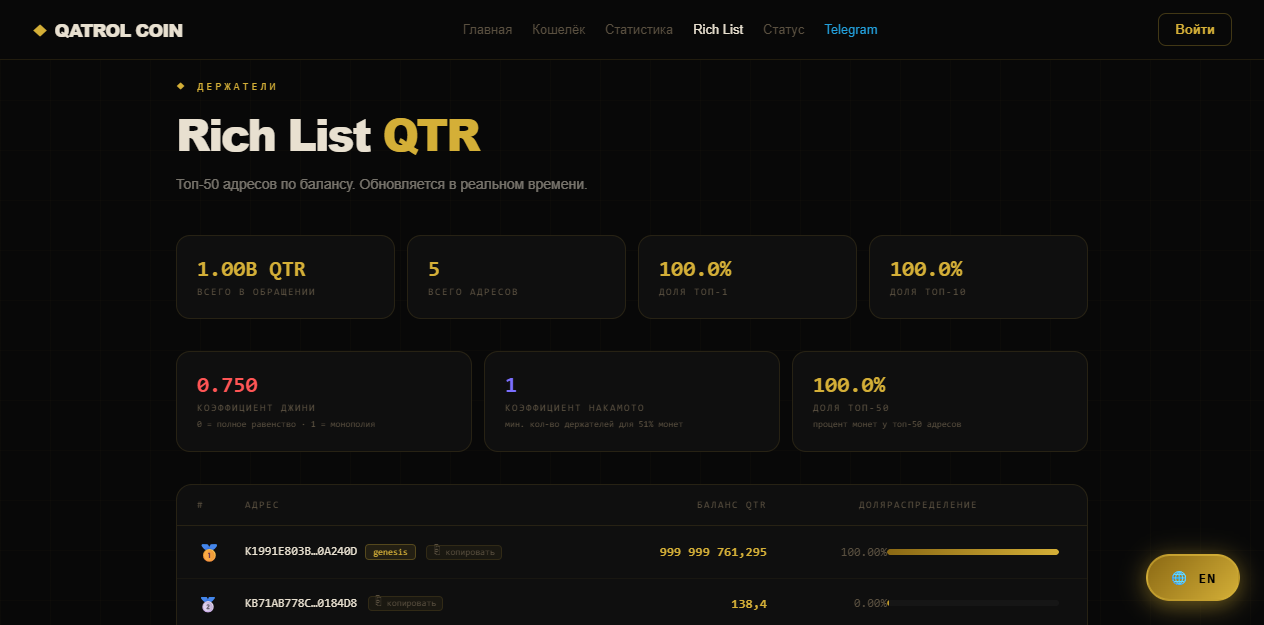 QATROL COIN
Главная Кошелёк Статистика Rich List Статус Telegram
Войти
ДЕРЖАТЕЛИ
Rich List QTR
Топ-50 адресов по балансу. Обновляется в реальном времени.
1.00B QTR
ВСЕГО В ОБРАЩЕНИИ
5
ВСЕГО АДРЕСОВ
100.0%
ДОЛЯ ТОП-1
100.0%
ДОЛЯ ТОП-10
0.750
КОЭФФИЦИЕНТ ДЖИНИ
0 = полное равенство · 1 = монополия
1
КОЭФФИЦИЕНТ НАКАМОТО
мин. кол-во держателей для 51% монет
100.0%
ДОЛЯ ТОП-50
процент монет у топ-50 адресов
# АДРЕС БАЛАНС QTR ДОЛЯ РАСПРЕДЕЛЕНИЕ
1 K1991E803B…0A240D genesis копировать 999 999 761,295 100.00%
2 KB71AB778C…0184D8 копировать 138,4 0.00%
EN